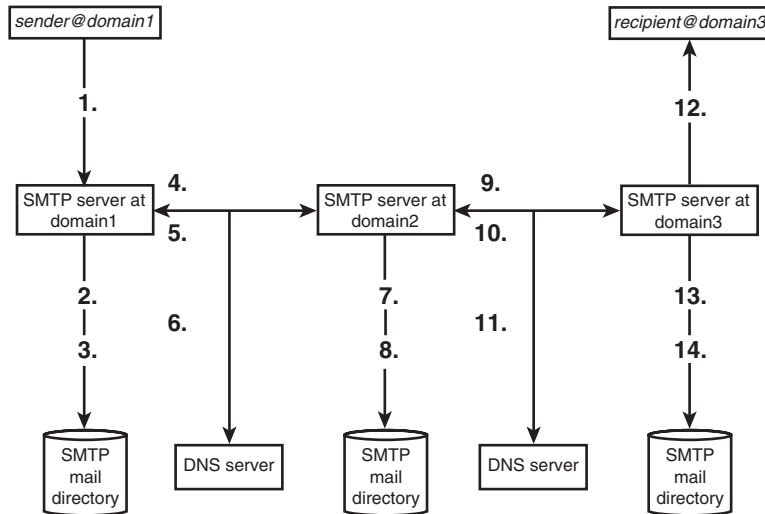 sender@domain1
recipient@domain3
1.
12.
SMTP server at
domain1
4.
5.
SMTP server at
domain2
9.
10.
SMTP server at
domain3
2.
3.
6.
7.
8.
11.
13.
14.
SMTP
mail
directory
DNS server
SMTP
mail
directory
DNS server
SMTP
mail
directory